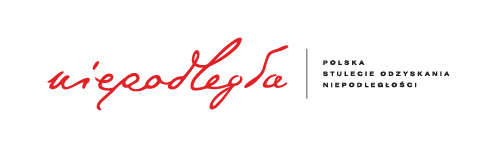 niepodległa
POLSKA
STULECIE ODZYSKANIA
NIEPODLEGŁOŚCI